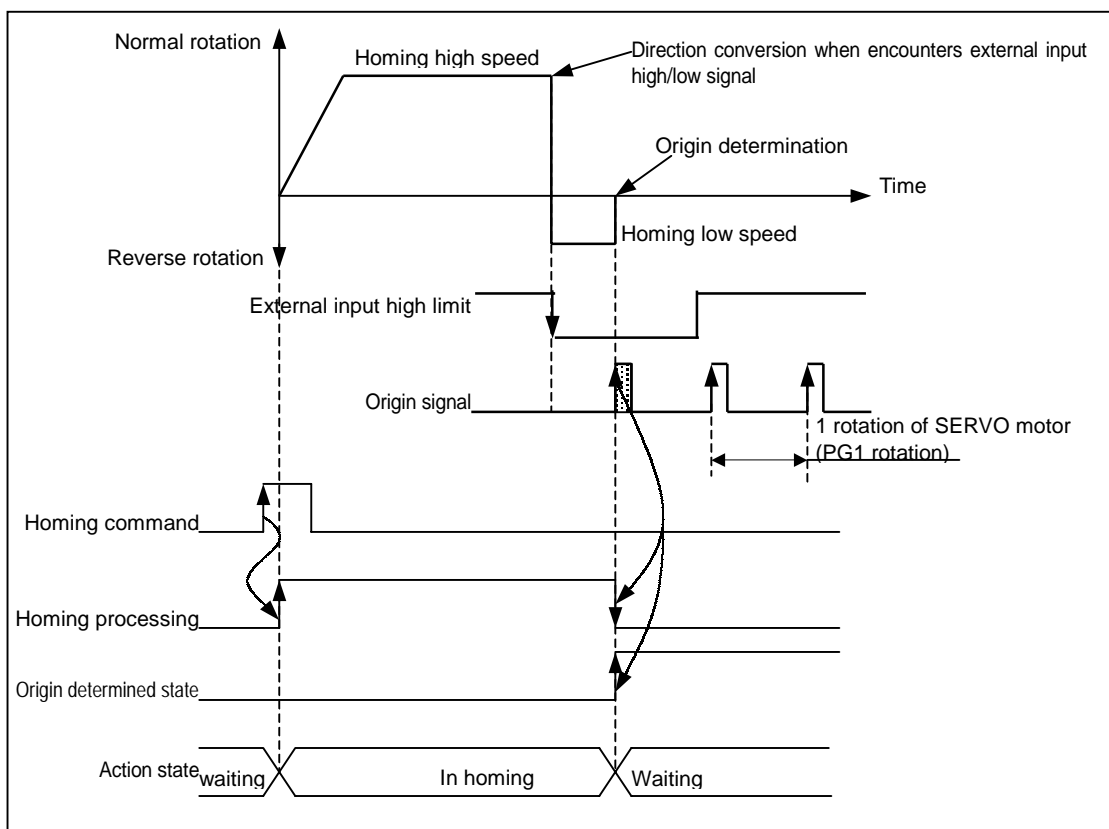 Normal rotation
Homing high speed
Direction conversion when encounters external input
high/low signal
Origin determination
Time
Homing low speed
Reverse rotation
External input high limit
Origin signal
1 rotation of SERVO motor
(PG1 rotation)
Homing command
Homing processing
Origin determined state
Action state
waiting
In homing
Waiting